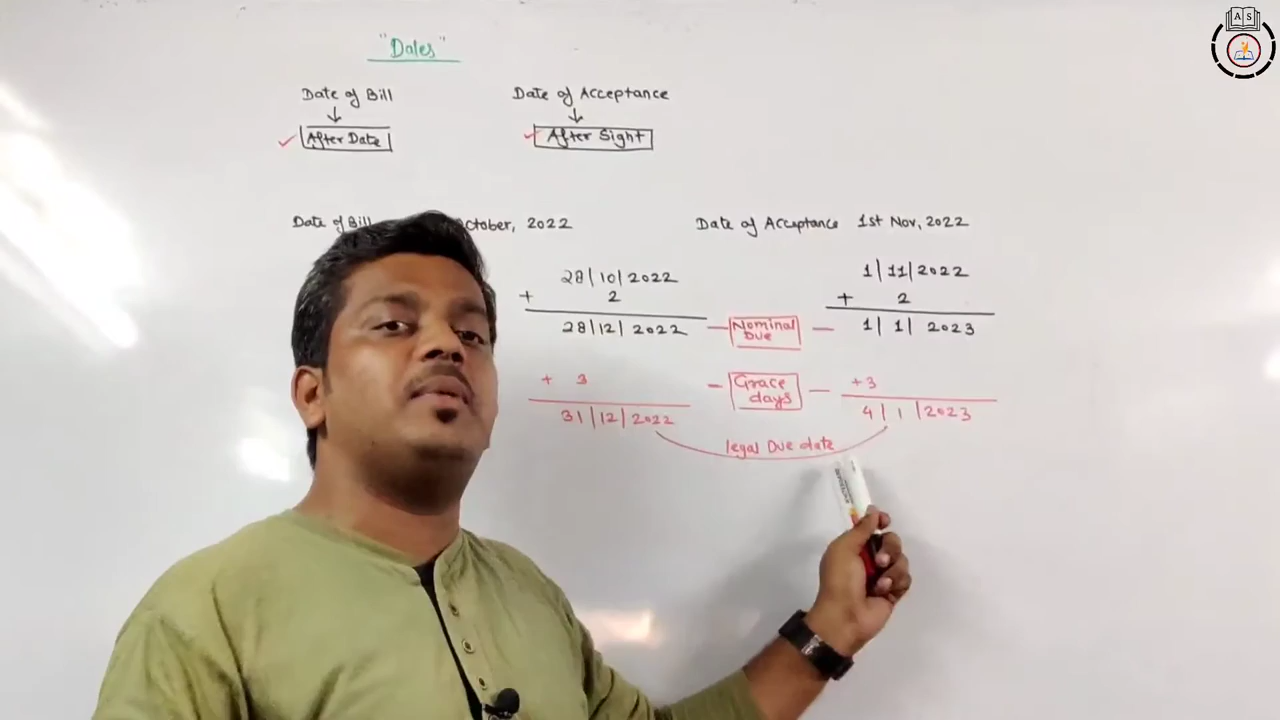 "Dates"
Date of Bill
Date of Acceptance
After Date
After Sight
Date of Bill October, 2022
Date of Acceptance 1st Nov, 2022
28/10/2022
+ 2
28/12/2022
1/11/2022
+ 2
1/1/2023
Nominal
Due
+ 3
31/12/2022
Grace
days
+3
4/1/2023
legal Due date
AS